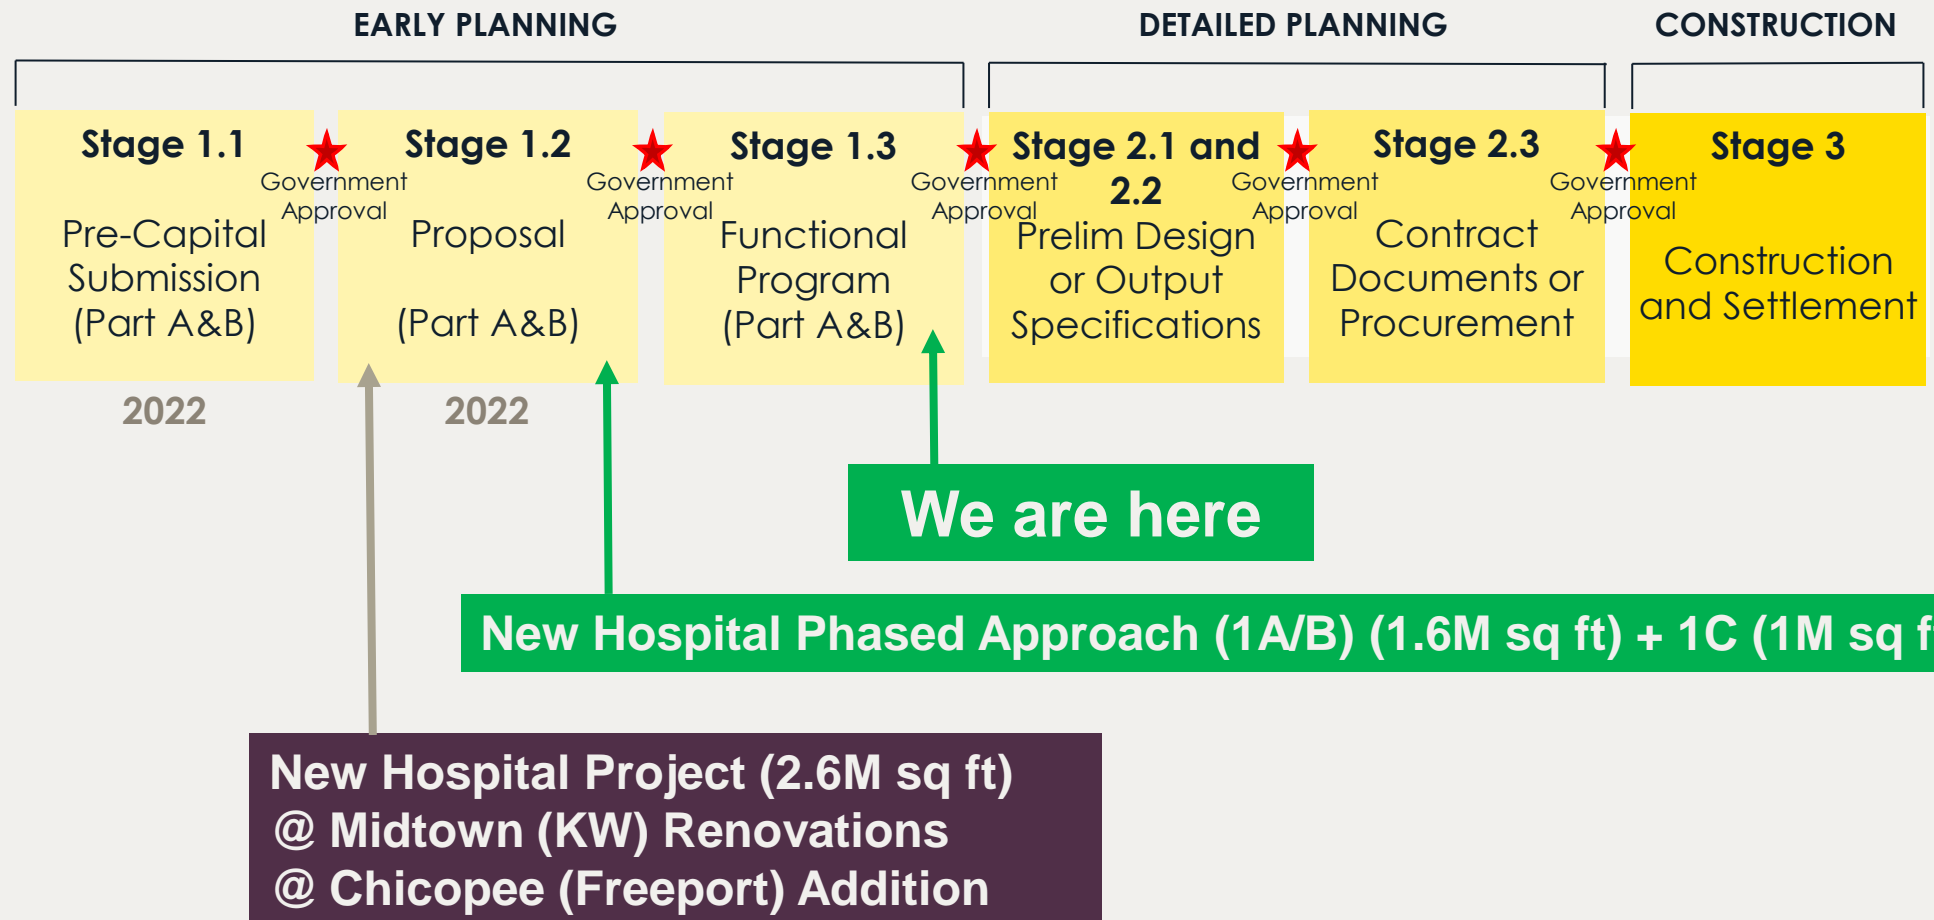 EARLY PLANNING
DETAILED PLANNING
CONSTRUCTION
Stage 1.1
Pre-Capital
Submission
(Part A&B)
2022
Government
Approval
Stage 1.2
Proposal
(Part A&B)
2022
Government
Approval
Stage 1.3
Functional
Program
(Part A&B)
Government
Approval
Stage 2.1 and
2.2
Prelim Design
or Output
Specifications
Government
Approval
Stage 2.3
Contract
Documents or
Procurement
Government
Approval
Stage 3
Construction
and Settlement
We are here
New Hospital Phased Approach (1A/B) (1.6M sq ft) + 1C (1M sq ft
New Hospital Project (2.6M sq ft)
@ Midtown (KW) Renovations
@ Chicopee (Freeport) Addition